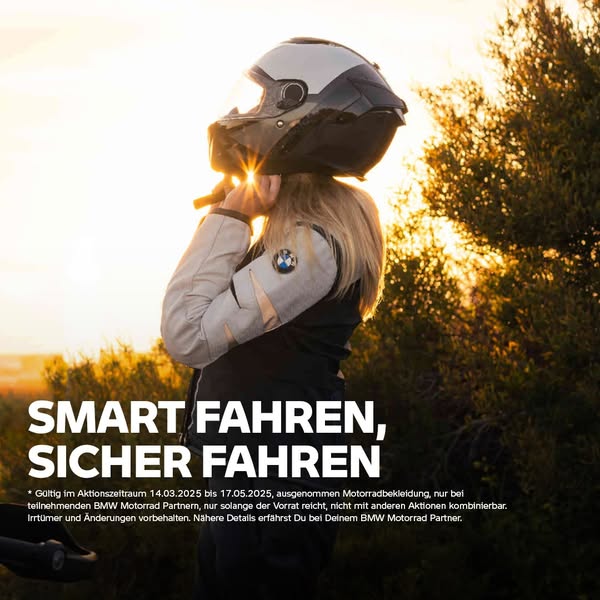 SMART FAHREN,
SICHER FAHREN
* Gültig im Aktionszeitraum 14.03.2025 bis 17.05.2025, ausgenommen Motorradbekleidung, nur bei
teilnehmenden BMW Motorrad Partnern, nur solange der Vorrat reicht, nicht mit anderen Aktionen kombinierbar.
Irrtümer und Änderungen vorbehalten. Nähere Details erfährst Du bei Deinem BMW Motorrad Partner.